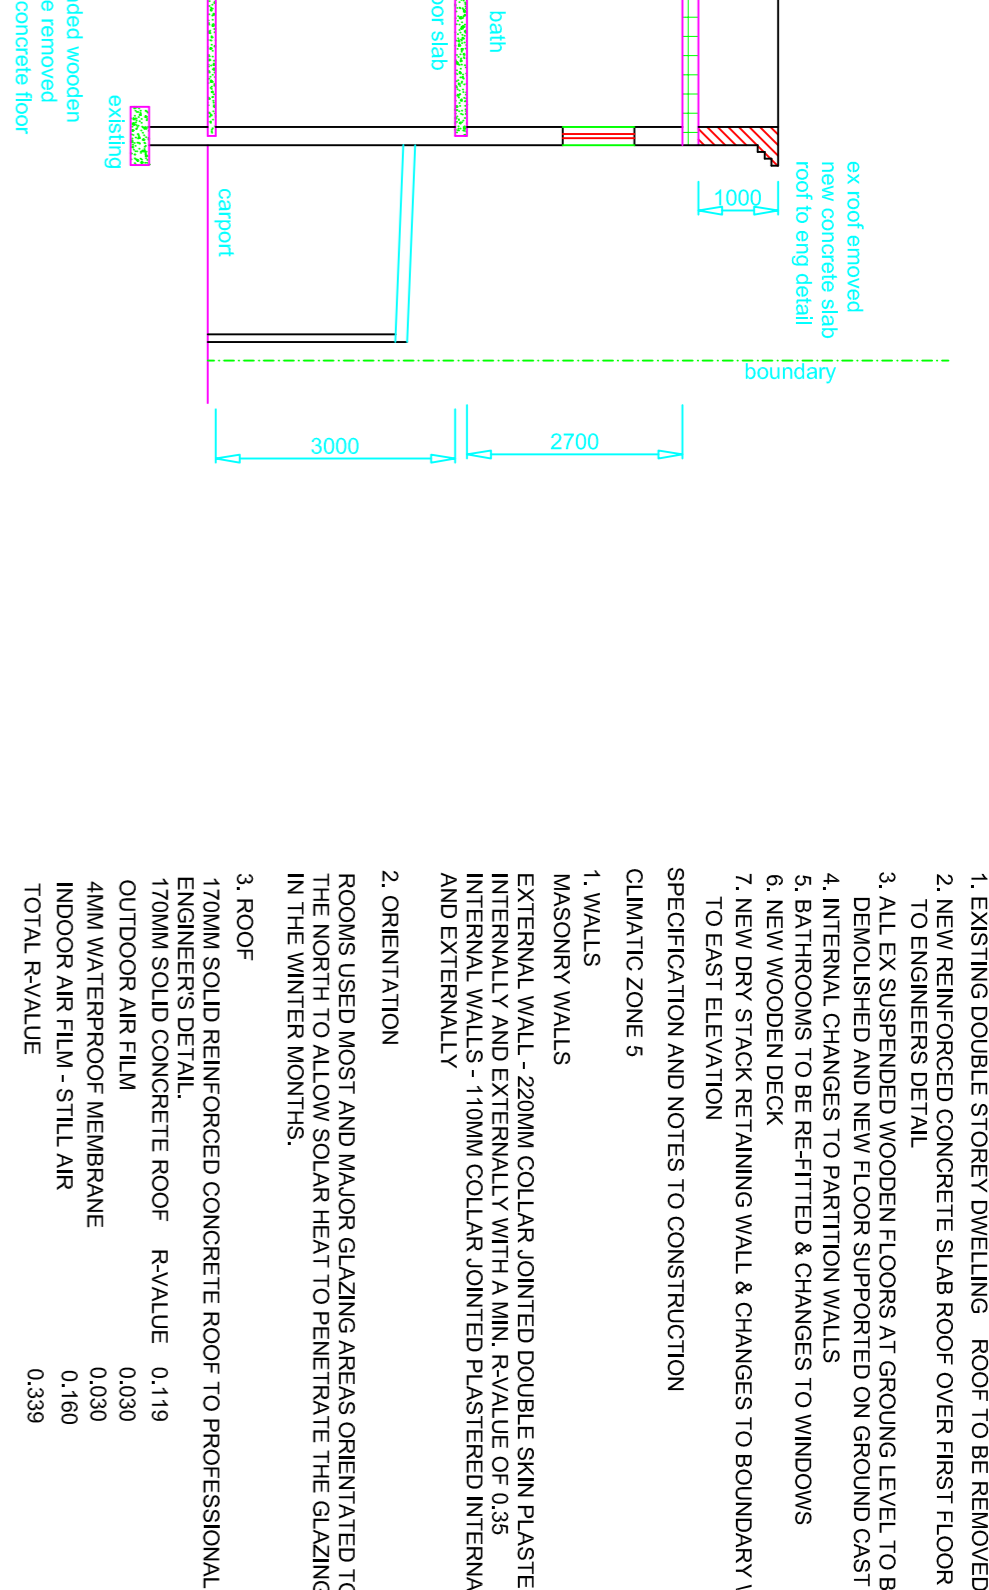 ex roof emoved
new concrete slab
roof to eng detail
1000
boundary
bath
oor slab
carport
existing
ded wooden
e removed
concrete floor
2700
3000
1. EXISTING DOUBLE STOREY DWELLING ROOF TO BE REMOVED
2. NEW REINFORCED CONCRETE SLAB ROOF OVER FIRST FLOOR
TO ENGINEERS DETAIL
3. ALL EX SUSPENDED WOODEN FLOORS AT GROUNG LEVEL TO B
DEMOLISHED AND NEW FLOOR SUPPORTED ON GROUND CAST
4. INTERNAL CHANGES TO PARTITION WALLS
5. BATHROOMS TO BE RE-FITTED & CHANGES TO WINDOWS
6. NEW WOODEN DECK
7. NEW DRY STACK RETAINING WALL & CHANGES TO BOUNDARY
TO EAST ELEVATION
SPECIFICATION AND NOTES TO CONSTRUCTION
CLIMATIC ZONE 5
1. WALLS
MASONRY WALLS
EXTERNAL WALL - 220MM COLLAR JOINTED DOUBLE SKIN PLASTE
INTERNALLY AND EXTERNALLY WITH A MIN. R-VALUE OF 0.35
INTERNAL WALLS - 110MM COLLAR JOINTED PLASTERED INTERNA
AND EXTERNALLY
2. ORIENTATION
ROOMS USED MOST AND MAJOR GLAZING AREAS ORIENTATED TO
THE NORTH TO ALLOW SOLAR HEAT TO PENETRATE THE GLAZING
IN THE WINTER MONTHS.
3. ROOF
170MM SOLID REINFORCED CONCRETE ROOF TO PROFESSIONAL
ENGINEER'S DETAIL.
170MM SOLID CONCRETE ROOF R-VALUE 0.119
OUTDOOR AIR FILM 0.030
4MM WATERPROOF MEMBRANE 0.030
INDOOR AIR FILM - STILL AIR 0.160
TOTAL R-VALUE 0.339